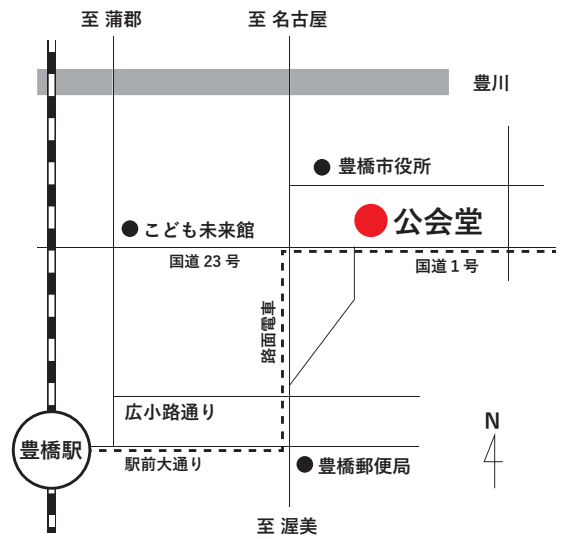 至 蒲郡
至 名古屋
豊川
豊橋市役所
公会堂
こども未来館
国道 23 号
国道 1 号
路面電車
広小路通り
N
豊橋駅
駅前大通り
豊橋郵便局
至 渥美